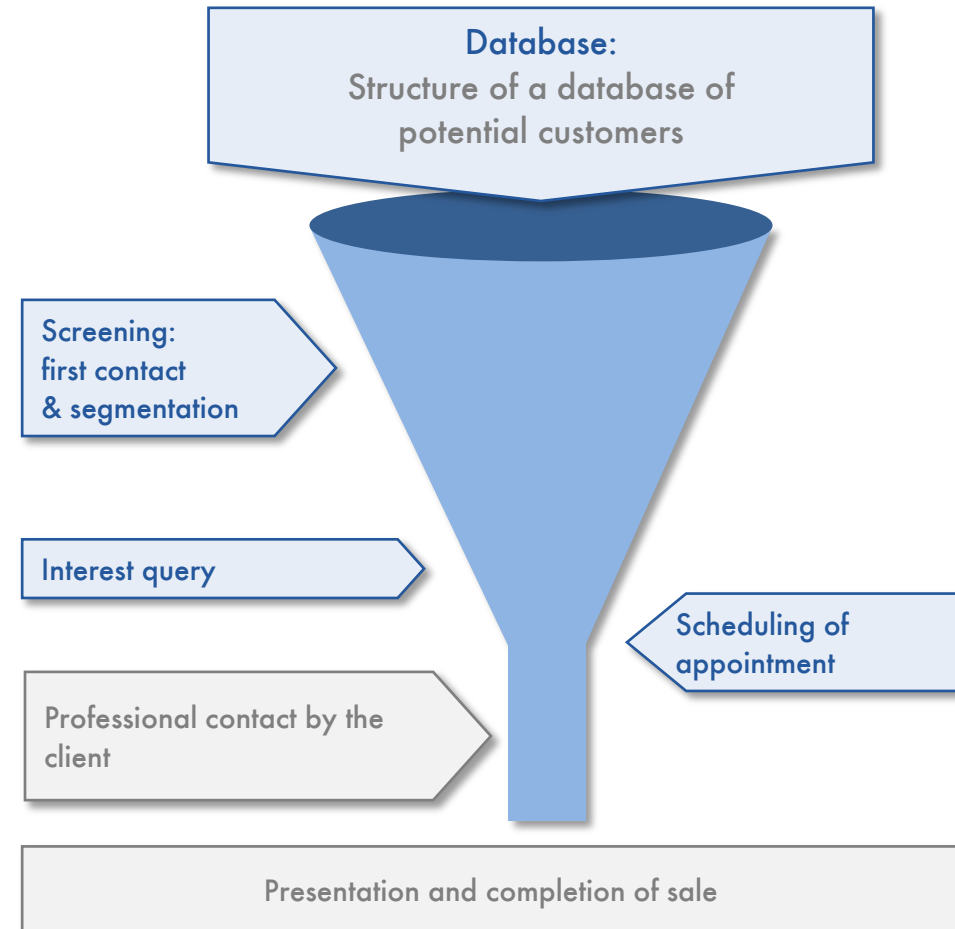 Database:
Structure of a database of
potential customers
Screening:
first contact
& segmentation
Interest query
Scheduling of
appointment
Professional contact by the
client
Presentation and completion of sale